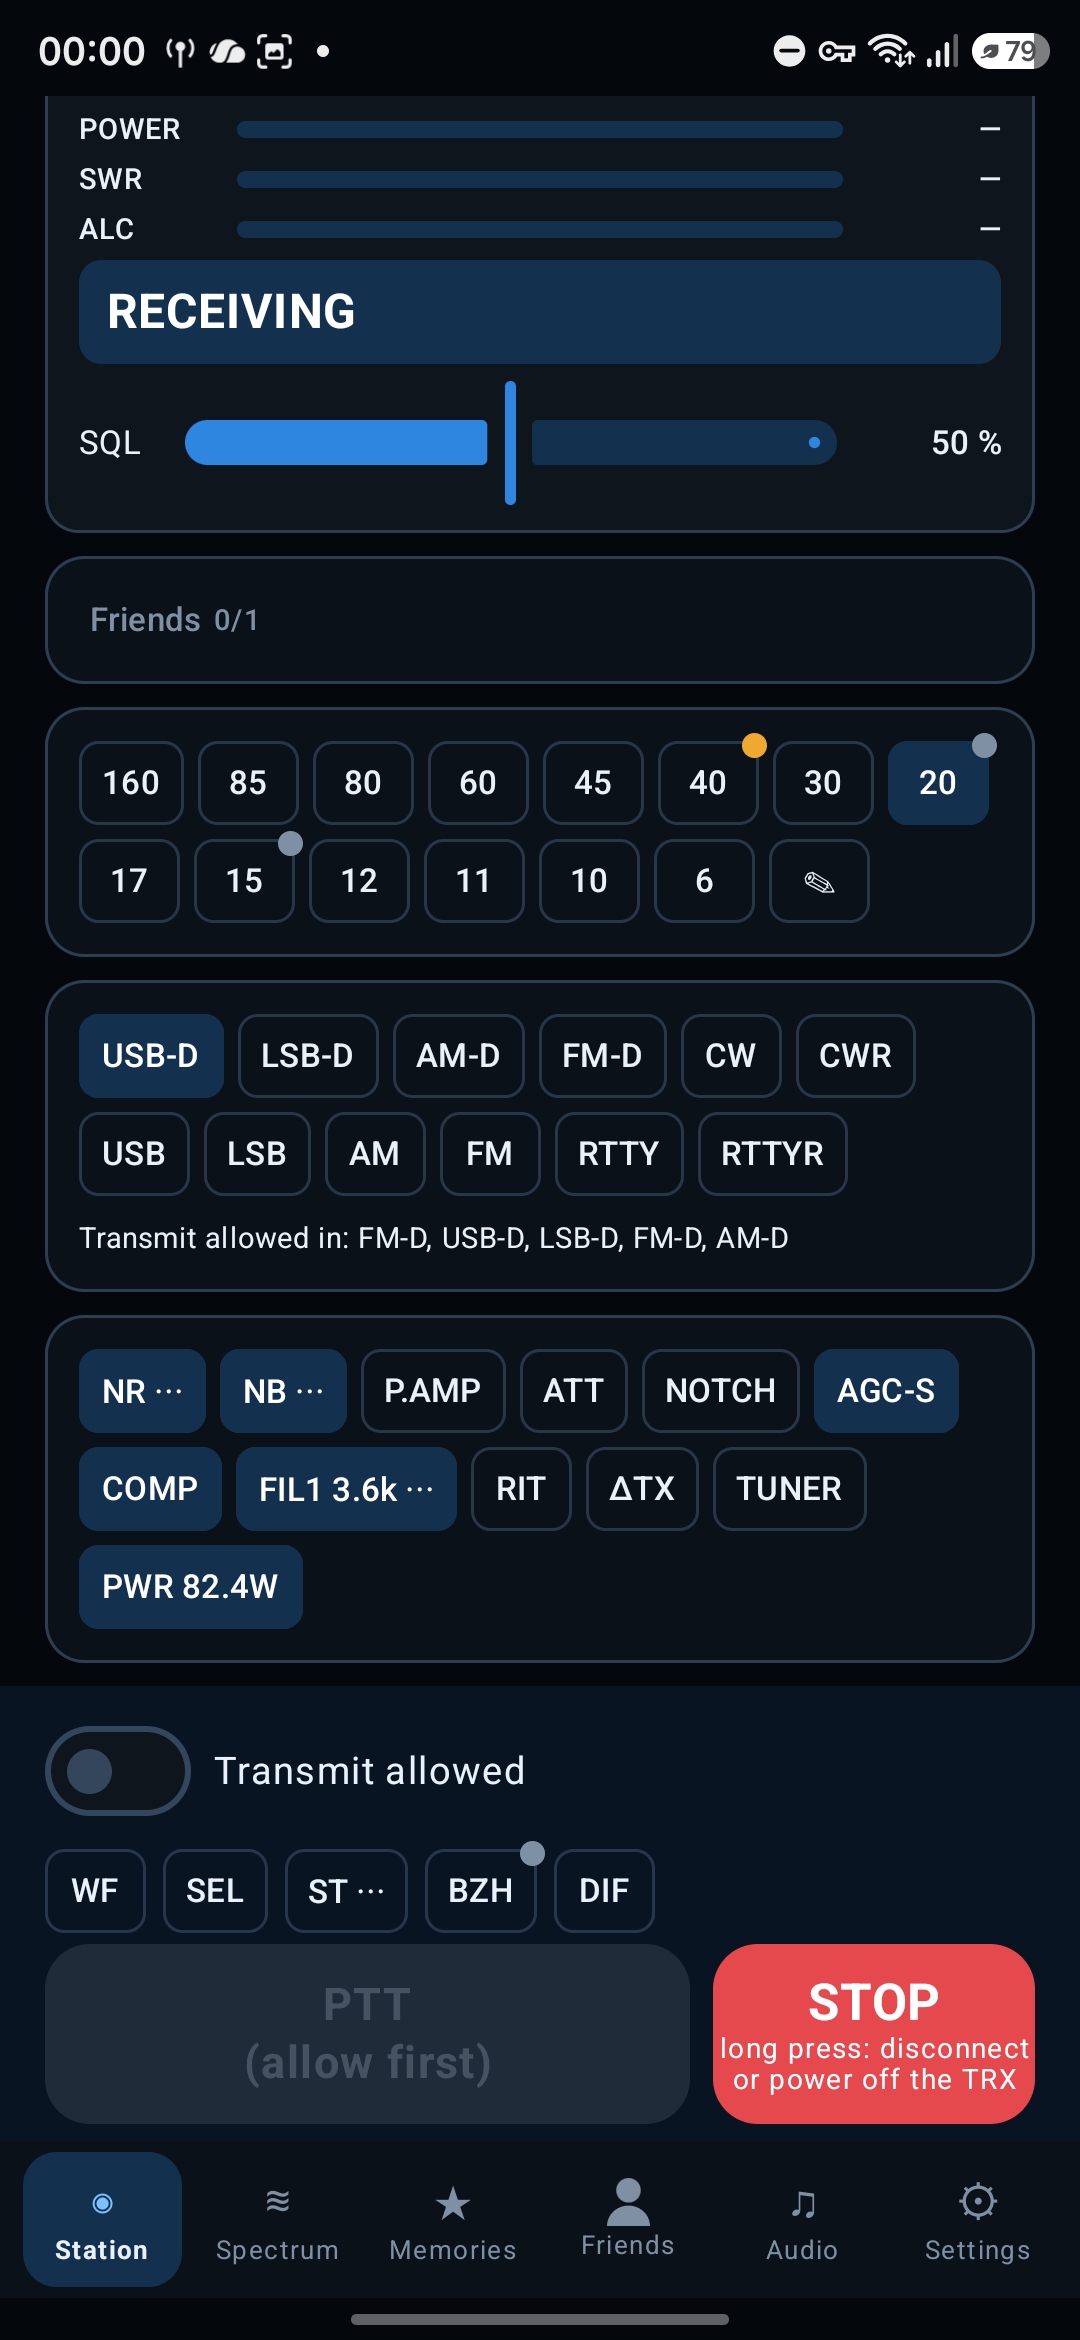 00:00
79
POWER –
SWR –
ALC –
RECEIVING
SQL 50 %
Friends 0/1
160 85 80 60 45 40 30 20
17 15 12 11 10 6
USB-D LSB-D AM-D FM-D CW CWR
USB LSB AM FM RTTY RTTYR
Transmit allowed in: FM-D, USB-D, LSB-D, FM-D, AM-D
NR ··· NB ··· P.AMP ATT NOTCH AGC-S
COMP FIL1 3.6k ··· RIT ΔTX TUNER
PWR 82.4W
Transmit allowed
WF SEL ST ··· BZH DIF
PTT
(allow first)
STOP
long press: disconnect
or power off the TRX
Station Spectrum Memories Friends Audio Settings